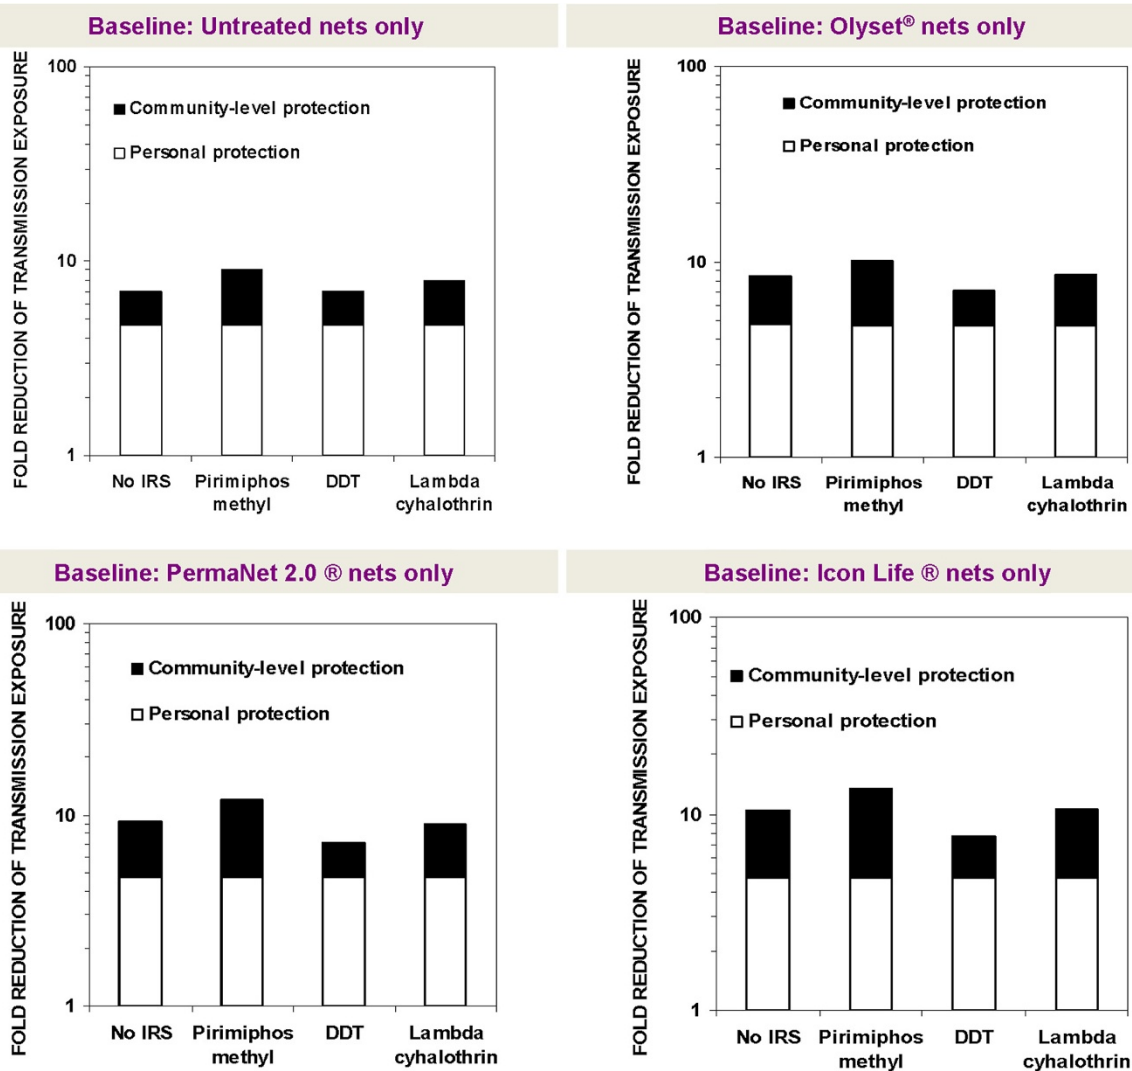 Baseline: Untreated nets only
FOLD REDUCTION OF TRANSMISSION EXPOSURE
100
10
1
Community-level protection
Personal protection
No IRS
Pirimiphos
methyl
DDT
Lambda
cyhalothrin
Baseline: Olyset® nets only
FOLD REDUCTION OF TRANSMISSION EXPOSURE
100
10
1
Community-level protection
Personal protection
No IRS
Pirimiphos
methyl
DDT
Lambda
cyhalothrin
Baseline: PermaNet 2.0 ® nets only
FOLD REDUCTION OF TRANSMISSION EXPOSURE
100
10
1
Community-level protection
Personal protection
No IRS
Pirimiphos
methyl
DDT
Lambda
cyhalothrin
Baseline: Icon Life ® nets only
FOLD REDUCTION OF TRANSMISSION EXPOSURE
100
10
1
Community-level protection
Personal protection
No IRS
Pirimiphos
methyl
DDT
Lambda
cyhalothrin